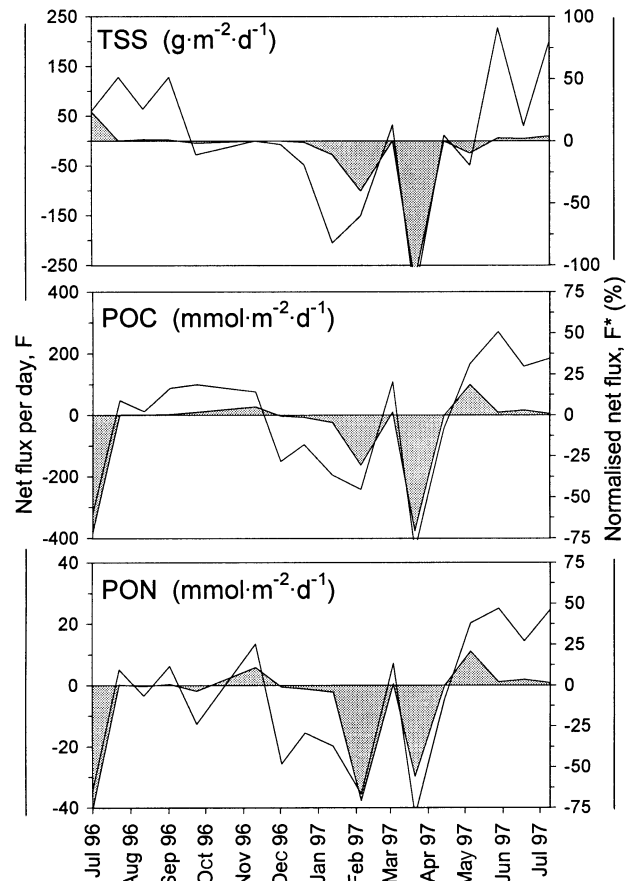 TSS (g·m-2·d-1)
250
150
50
-50
-150
-250
100
50
0
-50
-100
POC (mmol·m-2·d-1)
400
200
0
-200
-400
75
50
25
0
-25
-50
-75
PON (mmol·m-2·d-1)
40
20
0
-20
-40
75
50
25
0
-25
-50
-75
Net flux per day, F
Normalised net flux, F* (%)
Jul 96
Aug 96
Sep 96
Oct 96
Nov 96
Dec 96
Jan 97
Feb 97
Mar 97
Apr 97
May 97
Jun 97
Jul 97